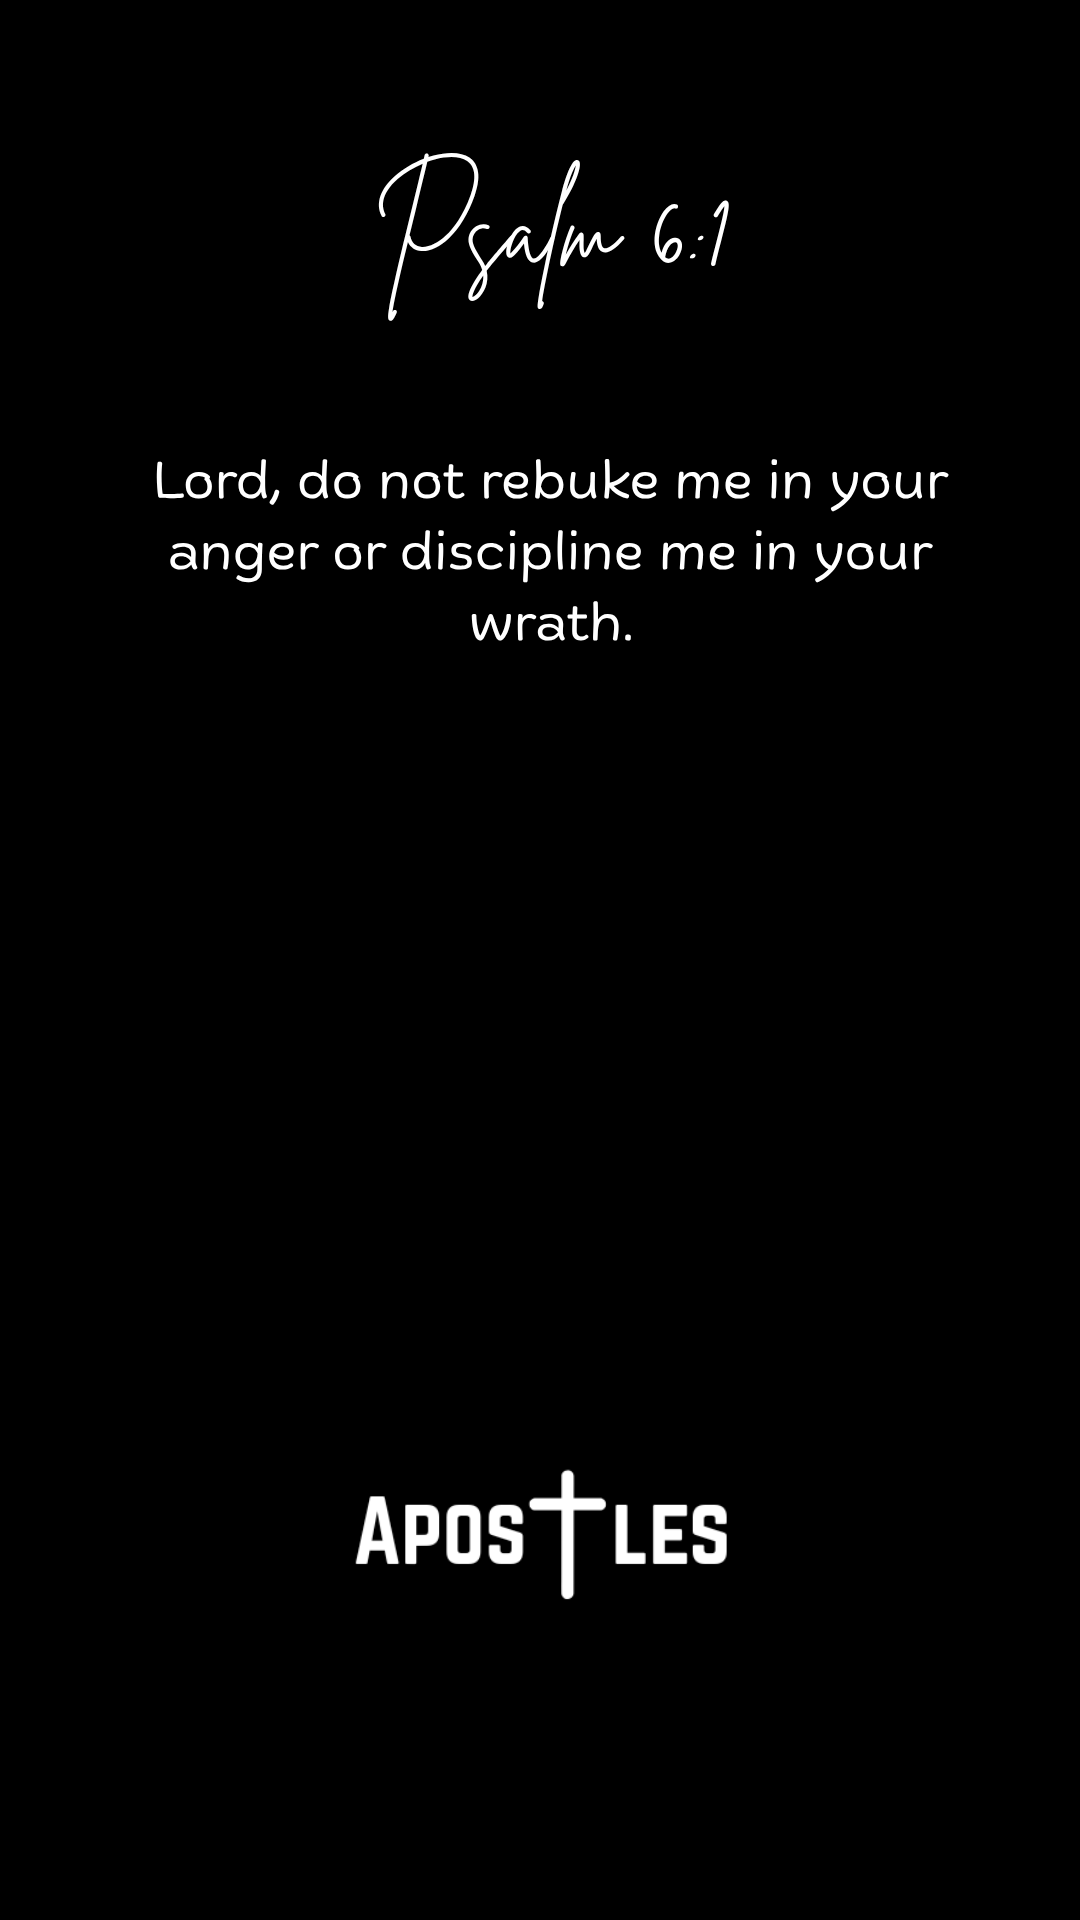 Psalm 6:1
Lord, do not rebuke me in your
anger or discipline me in your
wrath.
APOSTLES